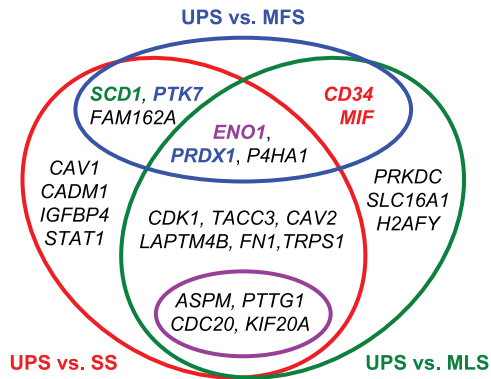 UPS vs. MFS
SCD1, PTK7
FAM162A
CD34
MIF
ENO1
PRDX1, P4HA1
CAV1
CADM1
IGFBP4
STAT1
PRKDC
SLC16A1
H2AFY
CDK1, TACC3, CAV2
LAPTM4B, FN1,TRPS1
ASPM, PTTG1
CDC20, KIF20A
UPS vs. SS
UPS vs. MLS